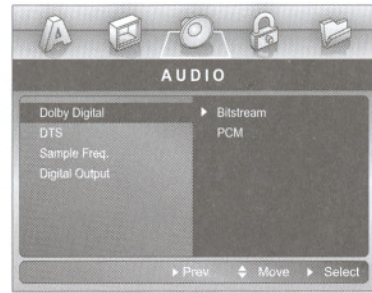 A
AUDIO
Dolby Digital
Bitstream
DTS
PCM
Sample Freq.
Digital Output
Prev. Move Select